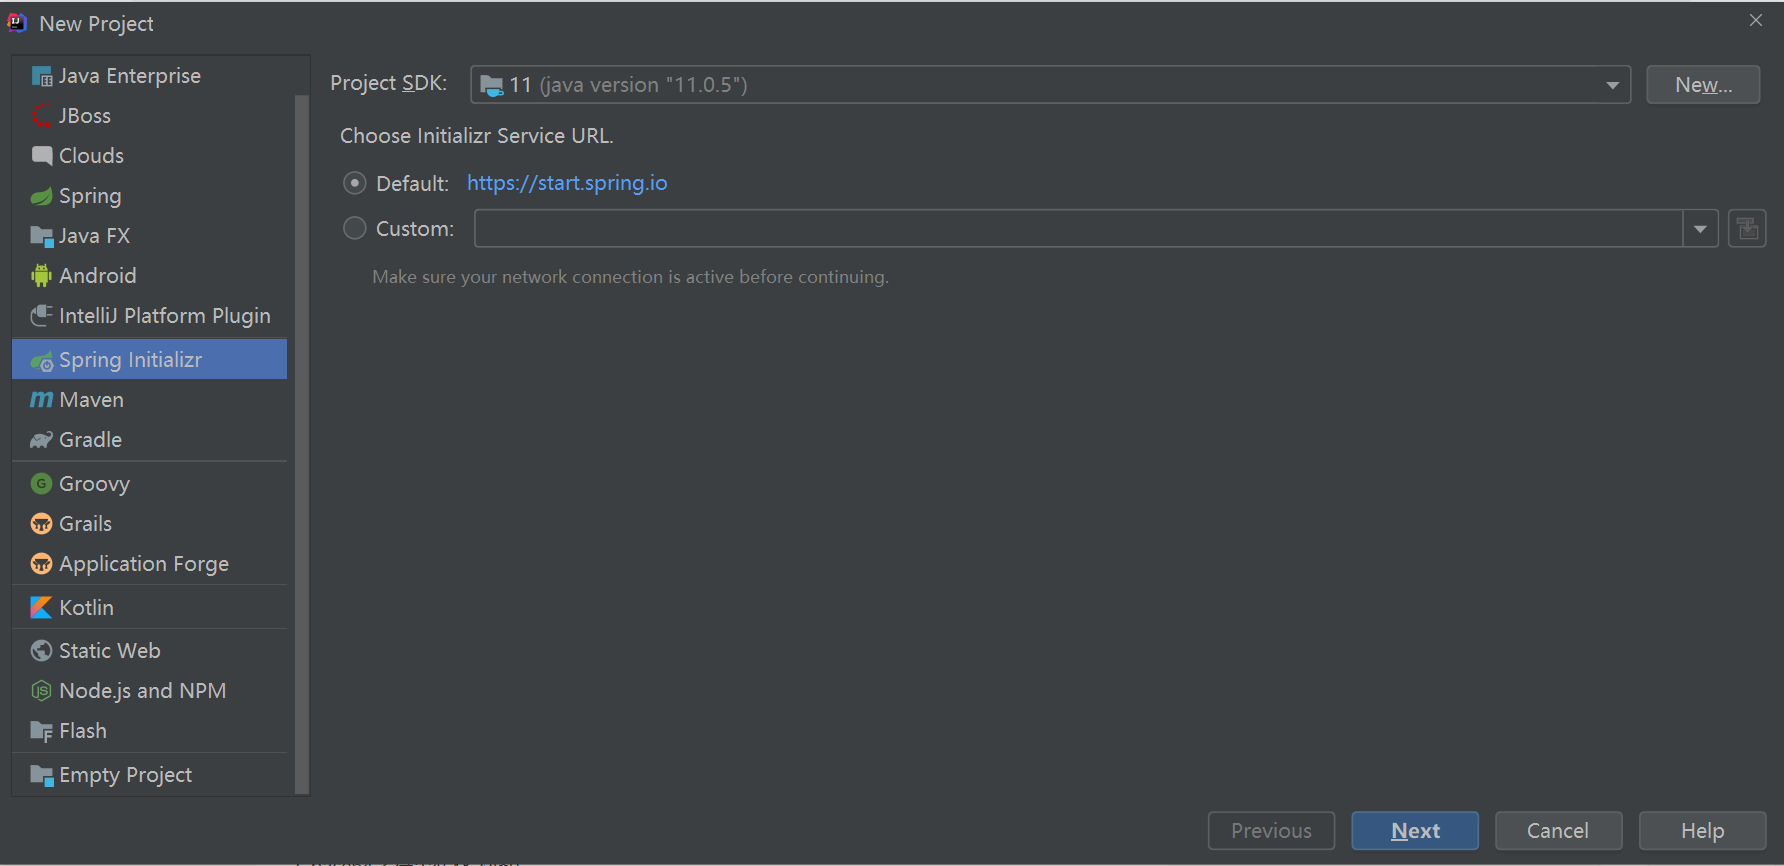 New Project
Java Enterprise
JBoss
Clouds
Spring
Java FX
Android
IntelliJ Platform Plugin
Spring Initializr
Maven
Gradle
Groovy
Grails
Application Forge
Kotlin
Static Web
Node.js and NPM
Flash
Empty Project
Project SDK: 11 (java version "11.0.5") New...
Choose Initializr Service URL.
Default: https://start.spring.io
Custom:
Make sure your network connection is active before continuing.
Previous Next Cancel Help